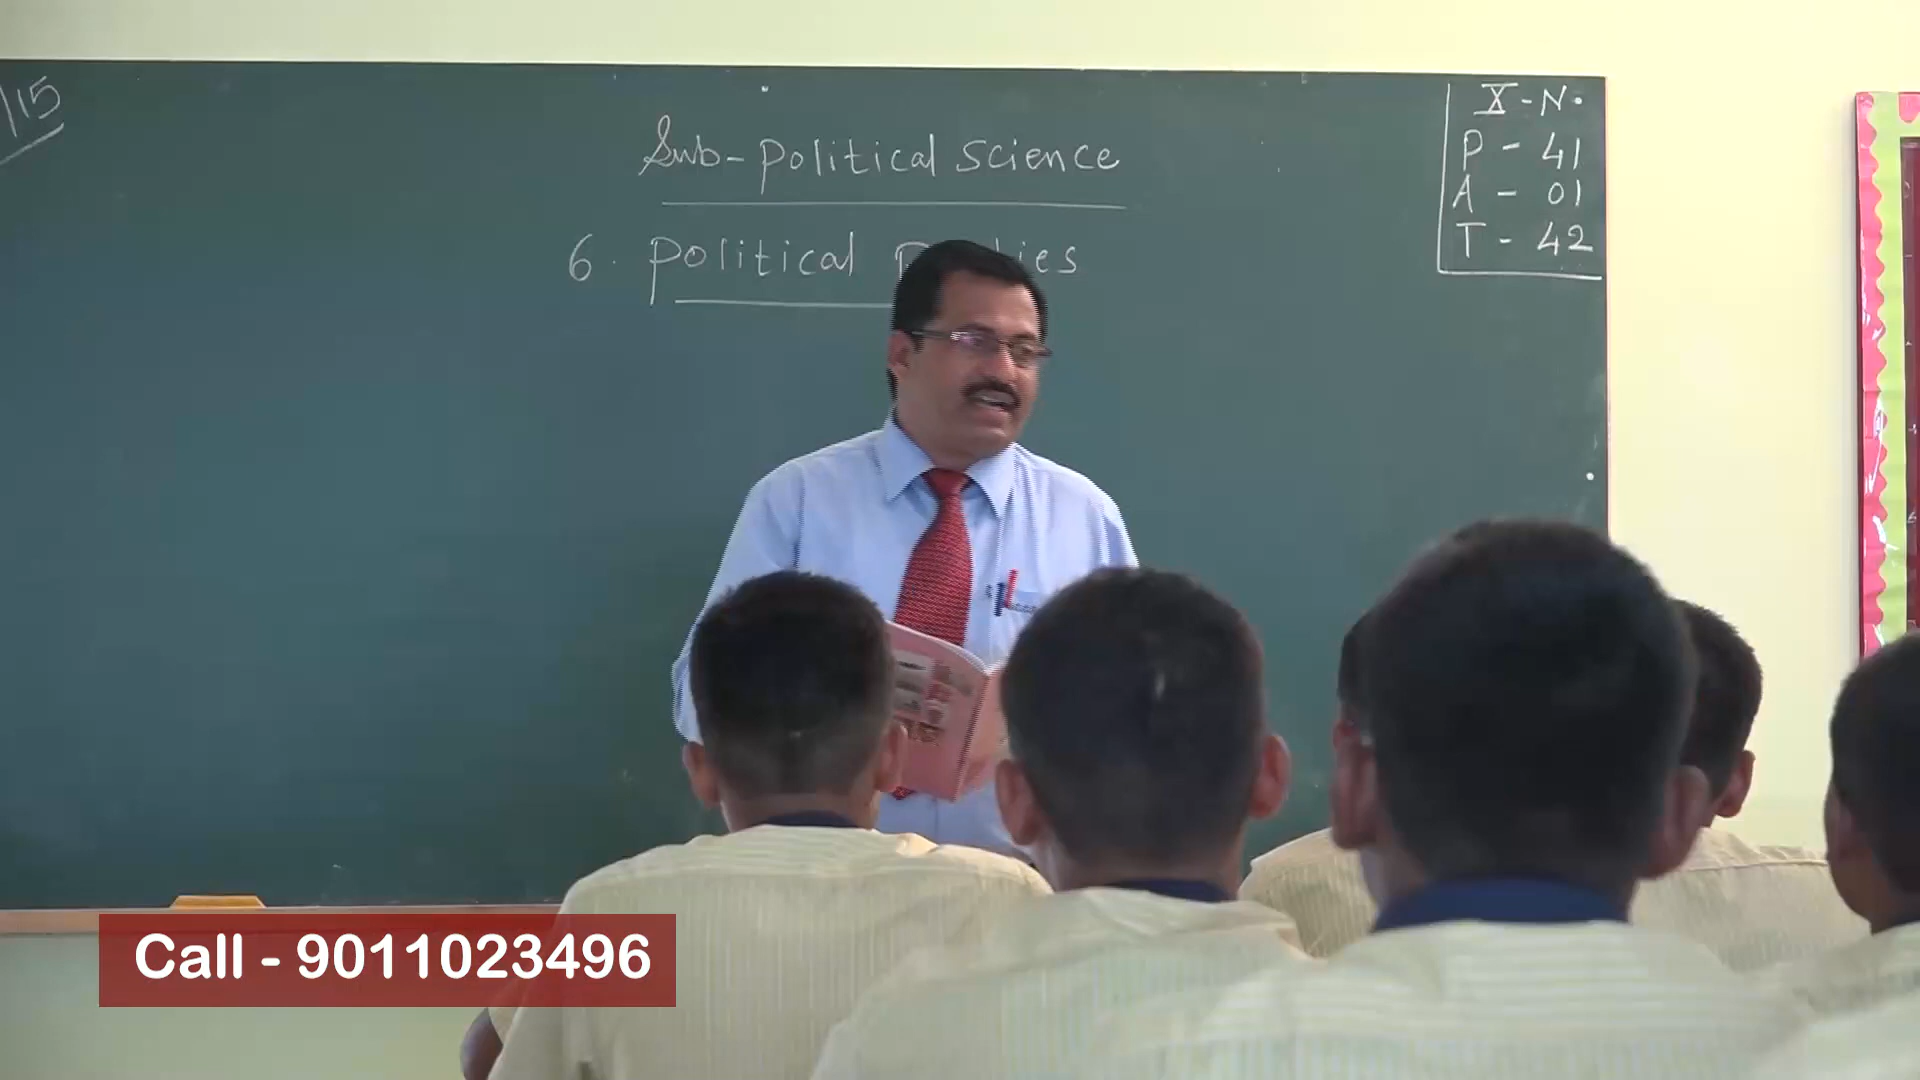 /15
Sub-Political Science
6. Political
X-N.
P - 41
A - 01
T - 42
Call - 9011023496